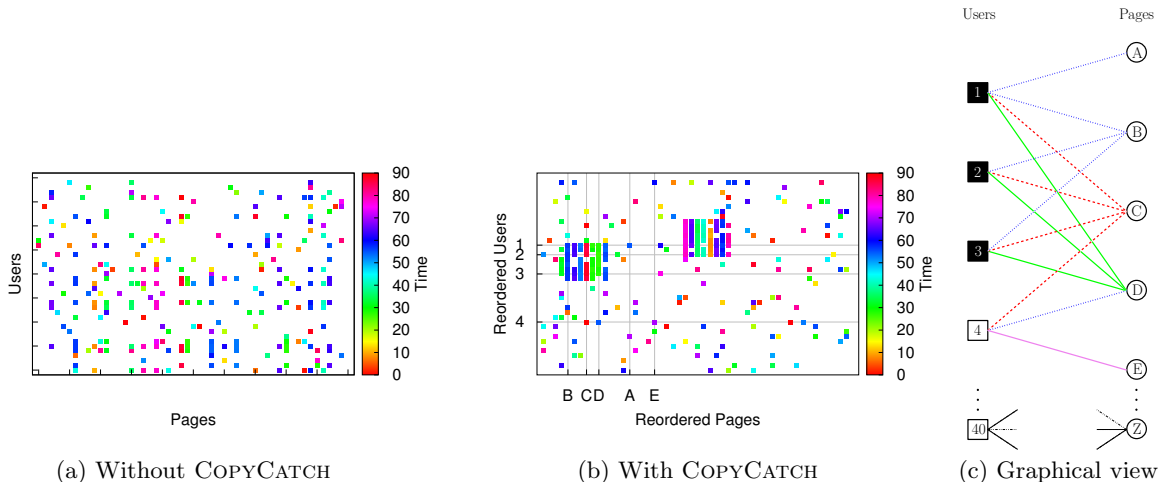 Users
Pages
A
1
B
2
C
3
D
4
E
40
Z
(c) Graphical view
Users
90
80
70
60
50
40
30
20
10
0
Time
Pages
(a) Without COPYCATCH
Reordered Users
1
2
3
4
90
80
70
60
50
40
30
20
10
0
Time
B C D A E
Reordered Pages
(b) With COPYCATCH